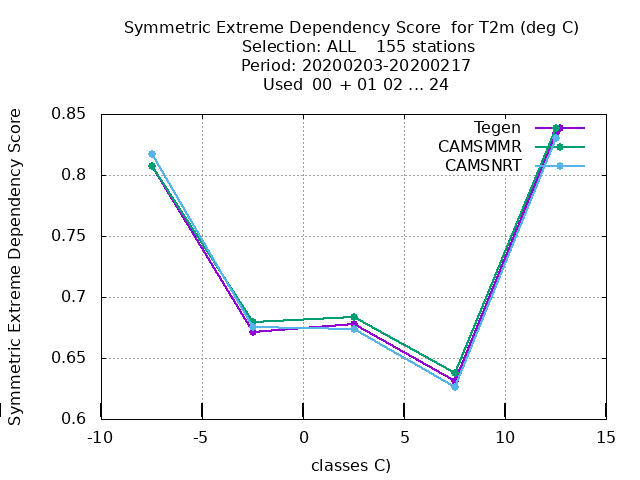 Symmetric Extreme Dependency Score  for T2m (deg C)
Selection: ALL    155 stations
Period: 20200203-20200217
Used  00  + 01 02 ... 24
Symmetric Extreme Dependency Score
0.85
0.8
0.75
0.7
0.65
0.6
Tegen
CAMSMMR
CAMSNRT
-10
-5
0
5
10
15
classes C)